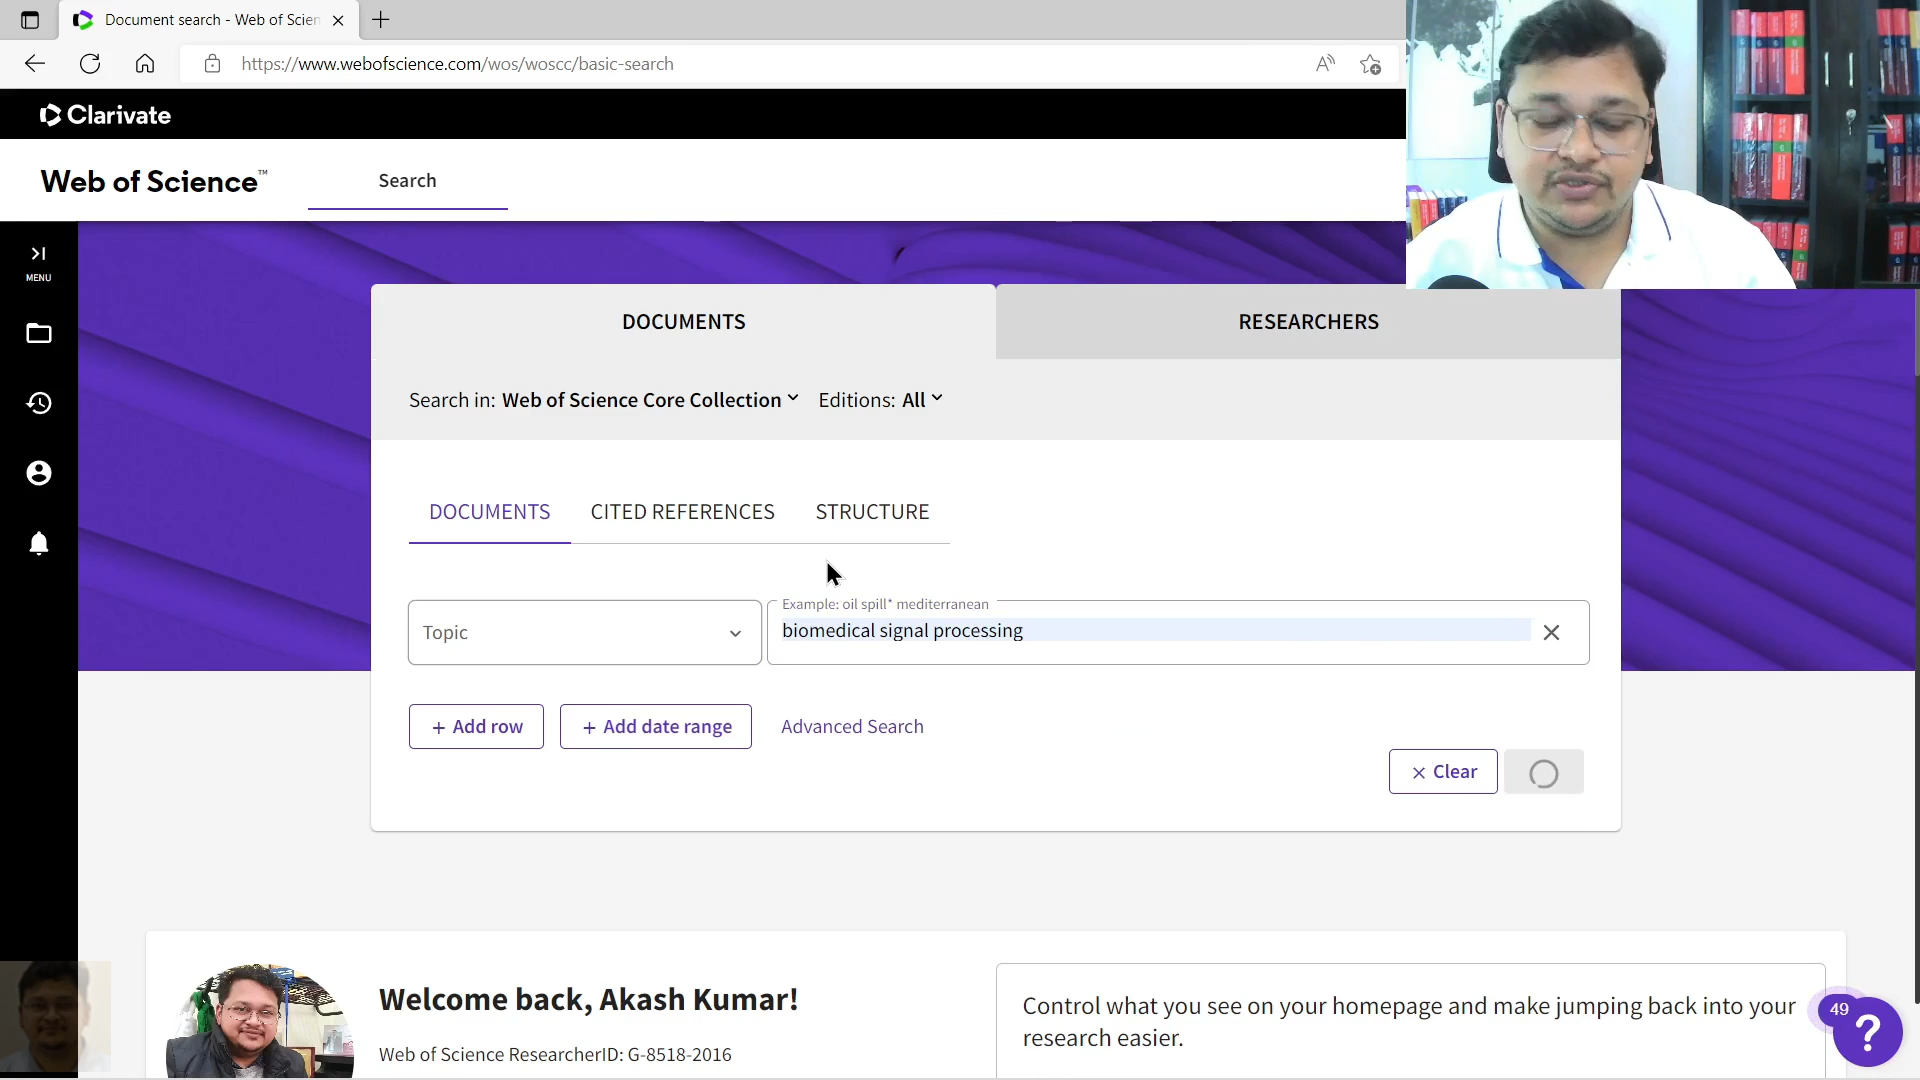 Document search - Web of Scien
https://www.webofscience.com/wos/woscc/basic-search
Clarivate
Web of Science™
Search
MENU
DOCUMENTS
RESEARCHERS
Search in: Web of Science Core Collection
Editions: All
DOCUMENTS
CITED REFERENCES
STRUCTURE
Topic
Example: oil spill* mediterranean
biomedical signal processing
+ Add row
+ Add date range
Advanced Search
× Clear
Welcome back, Akash Kumar!
Web of Science ResearcherID: G-8518-2016
Control what you see on your homepage and make jumping back into your
research easier.
49
?